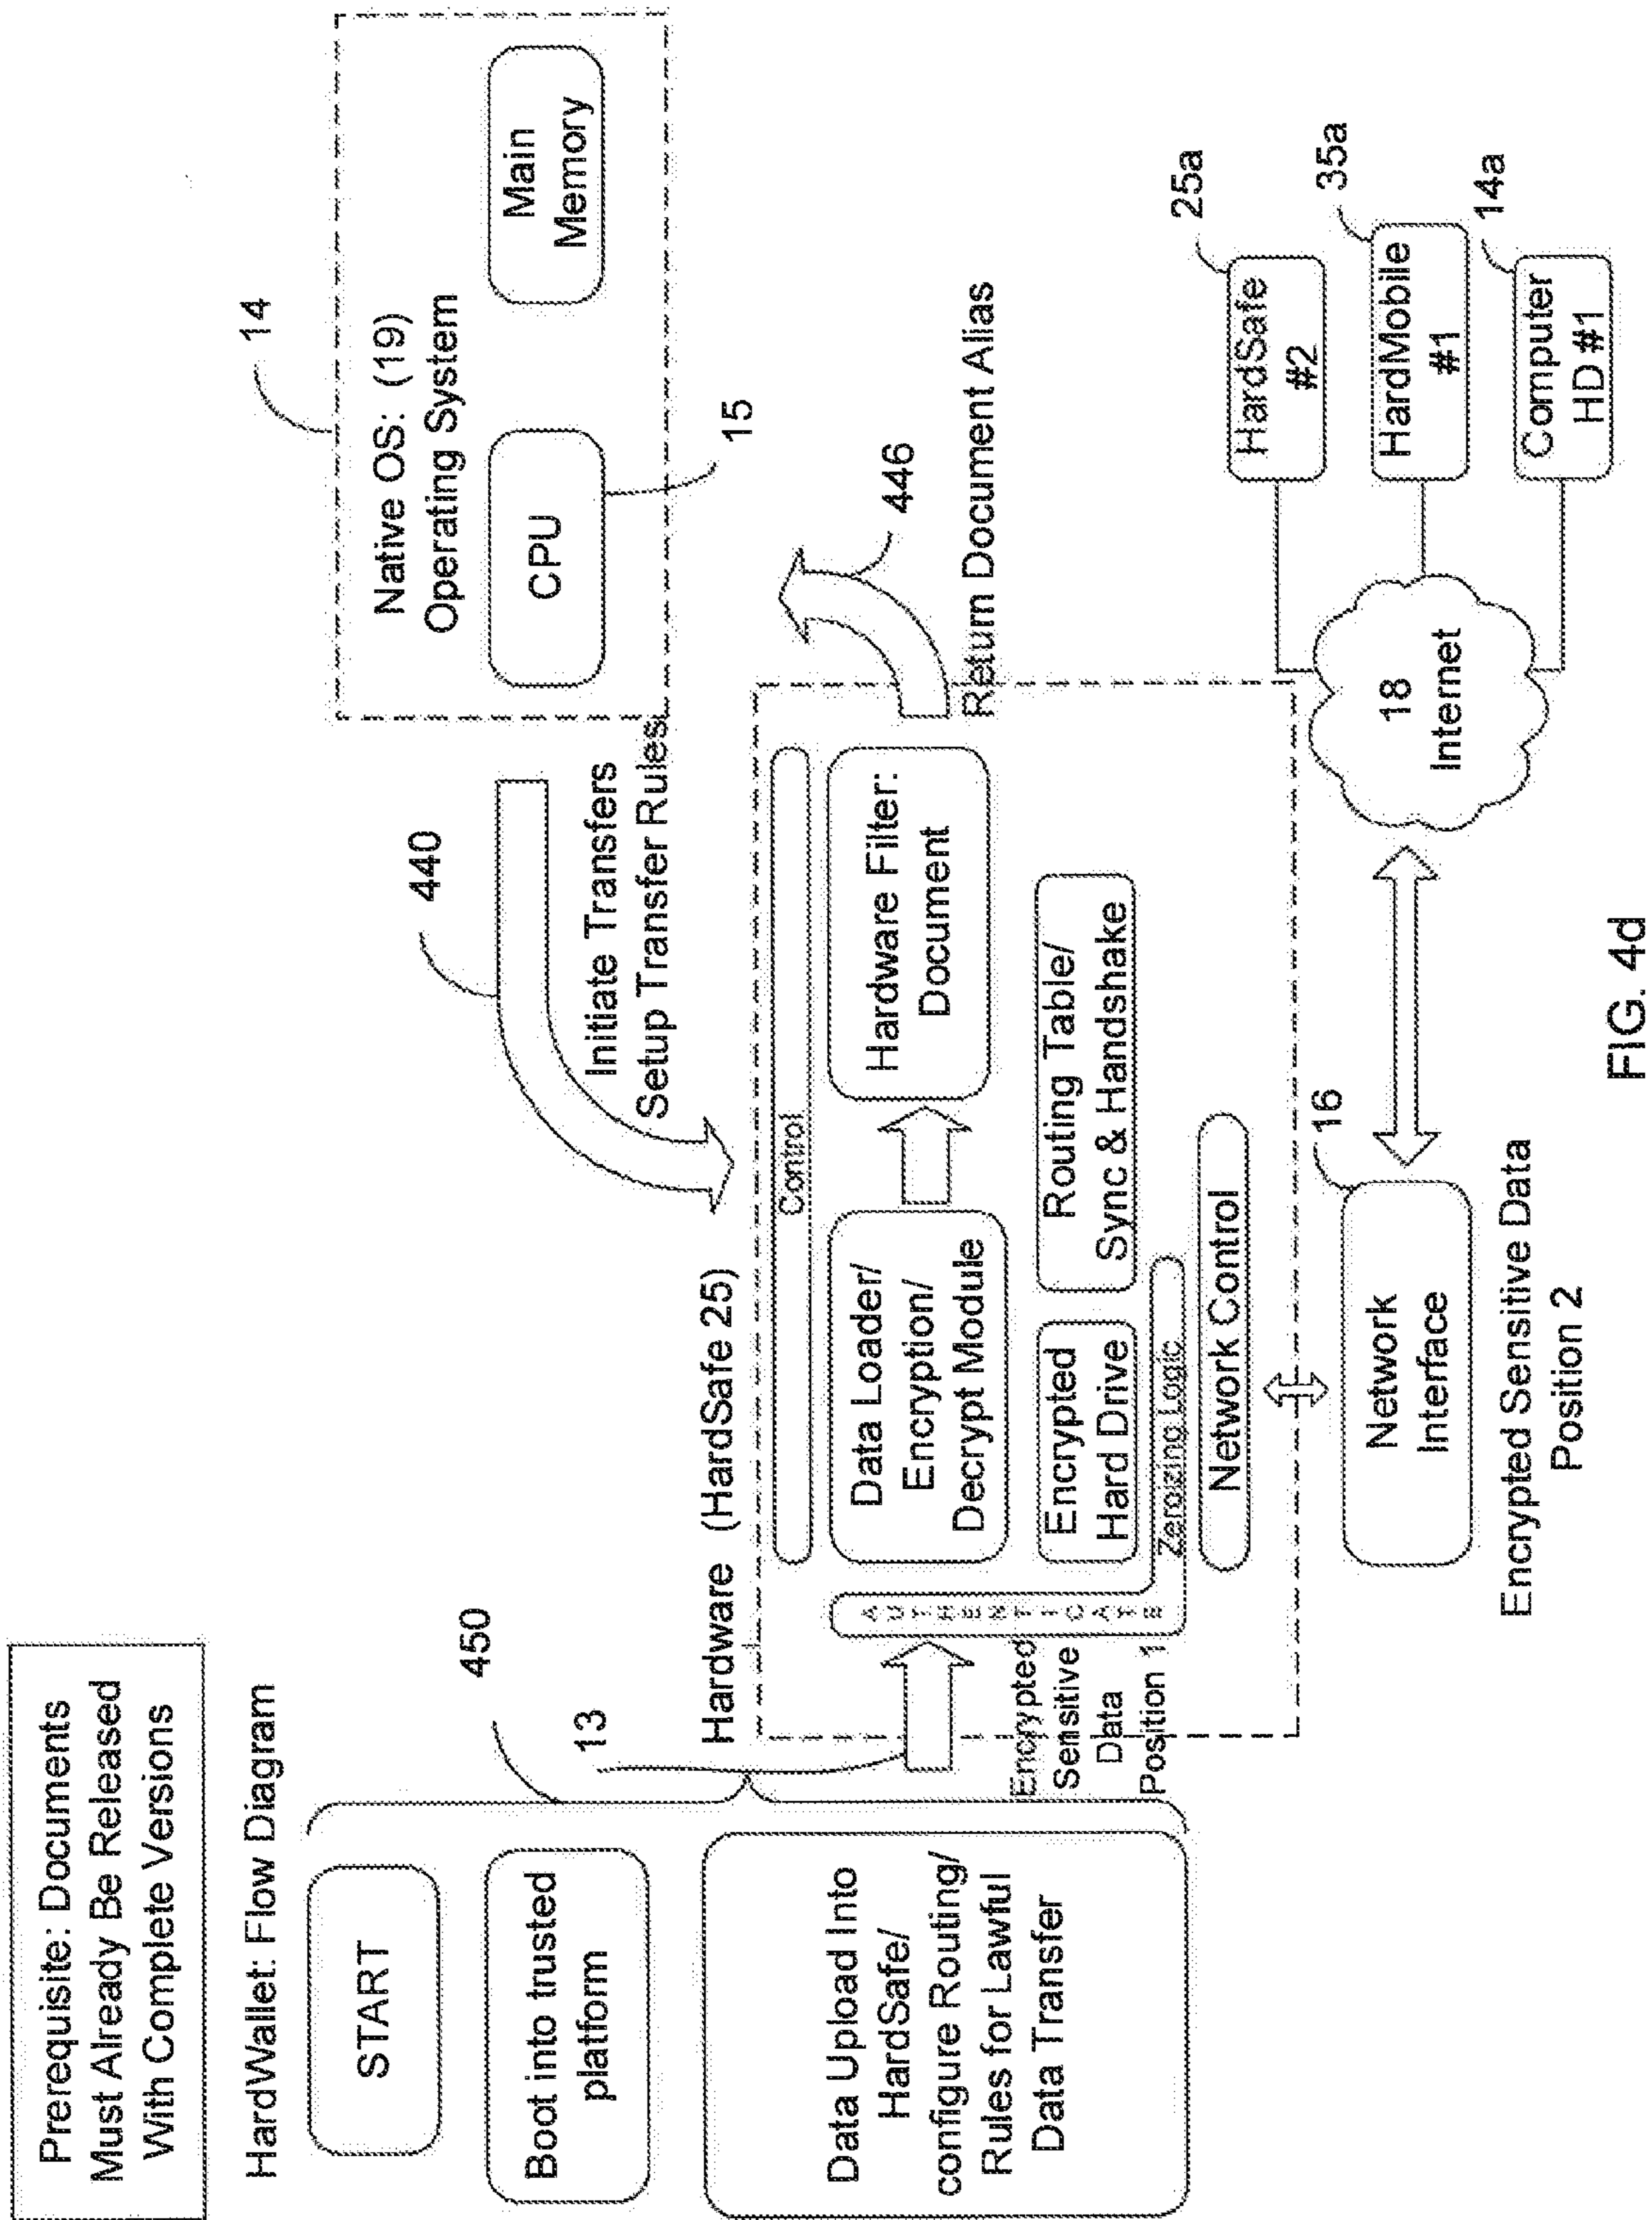 Prerequisite: Documents
Must Already Be Released
With Complete Versions
HardWallet: Flow Diagram
START
Boot into trusted
platform
Data Upload Into
HardSafe/
configure Routing/
Rules for Lawful
Data Transfer
450
13
Hardware (HardSafe 25)
Encrypted
Sensitive
Data
Position 1
AUTHENTICATE
Control
Data Loader/
Encryption/
Decrypt Module
Hardware Filter:
Document
Encrypted
Hard Drive
Routing Table/
Sync & Handshake
Zeroizing Logic
Network Control
440
Initiate Transfers
Setup Transfer Rules
14
Native OS: (19)
Operating System
CPU
Main
Memory
15
446
Return Document Alias
16
Network
Interface
Encrypted Sensitive Data
Position 2
18
Internet
HardSafe
#2
25a
HardMobile
#1
35a
Computer
HD #1
14a
FIG. 4d